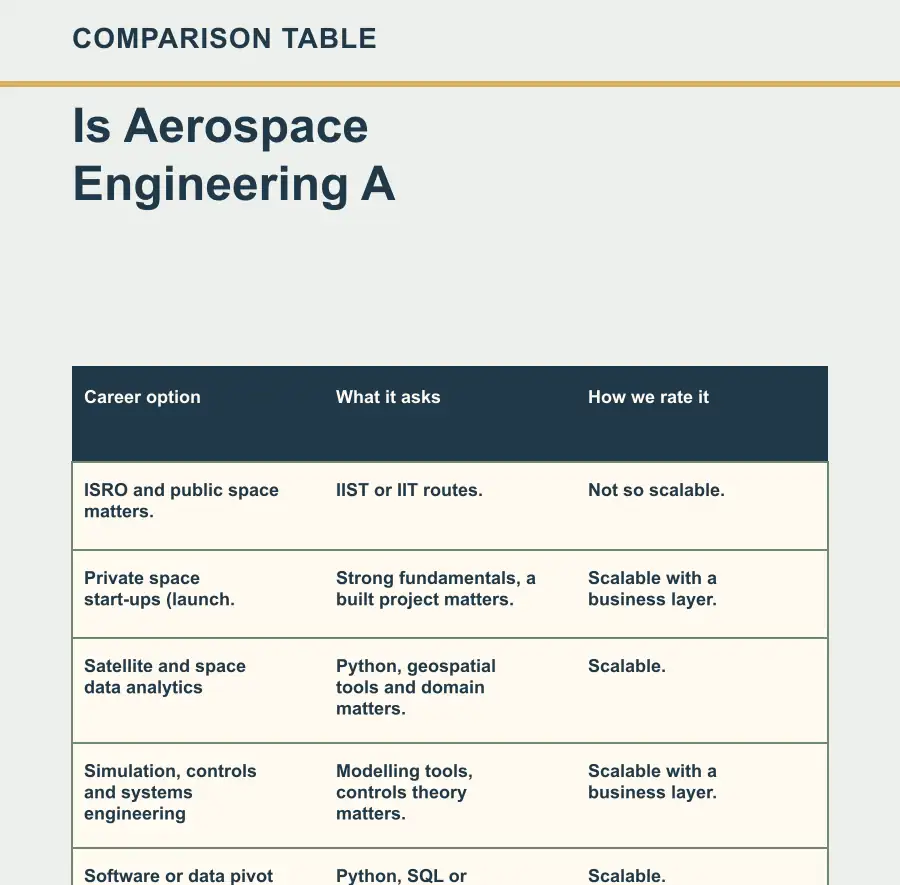 COMPARISON TABLE
Is Aerospace
Engineering A
Career option
What it asks
How we rate it
ISRO and public space
matters.
IIST or IIT routes.
Not so scalable.
Private space
start-ups (launch.
Strong fundamentals, a
built project matters.
Scalable with a
business layer.
Satellite and space
data analytics
Python, geospatial
tools and domain
matters.
Scalable.
Simulation, controls
and systems
engineering
Modelling tools,
controls theory
matters.
Scalable with a
business layer.
Software or data pivot
Python, SQL or
Scalable.